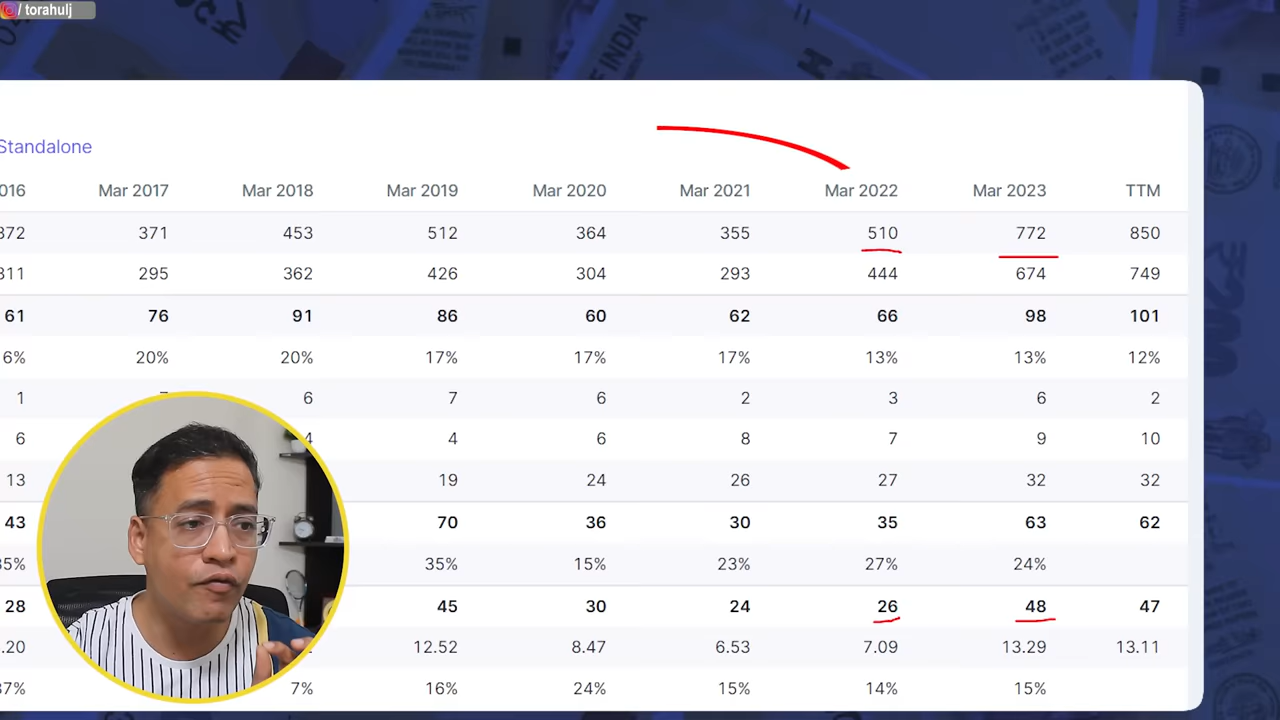 / torahulj
OF INDIA
Standalone
016 Mar 2017 Mar 2018 Mar 2019 Mar 2020 Mar 2021 Mar 2022 Mar 2023 TTM
372 371 453 512 364 355 510 772 850
311 295 362 426 304 293 444 674 749
61 76 91 86 60 62 66 98 101
6% 20% 20% 17% 17% 17% 13% 13% 12%
1 6 7 6 2 3 6 2
6 4 4 6 8 7 9 10
13 19 24 26 27 32 32
43 70 36 30 35 63 62
35% 35% 15% 23% 27% 24%
28 45 30 24 26 48 47
.20 12.52 8.47 6.53 7.09 13.29 13.11
37% 7% 16% 24% 15% 14% 15%